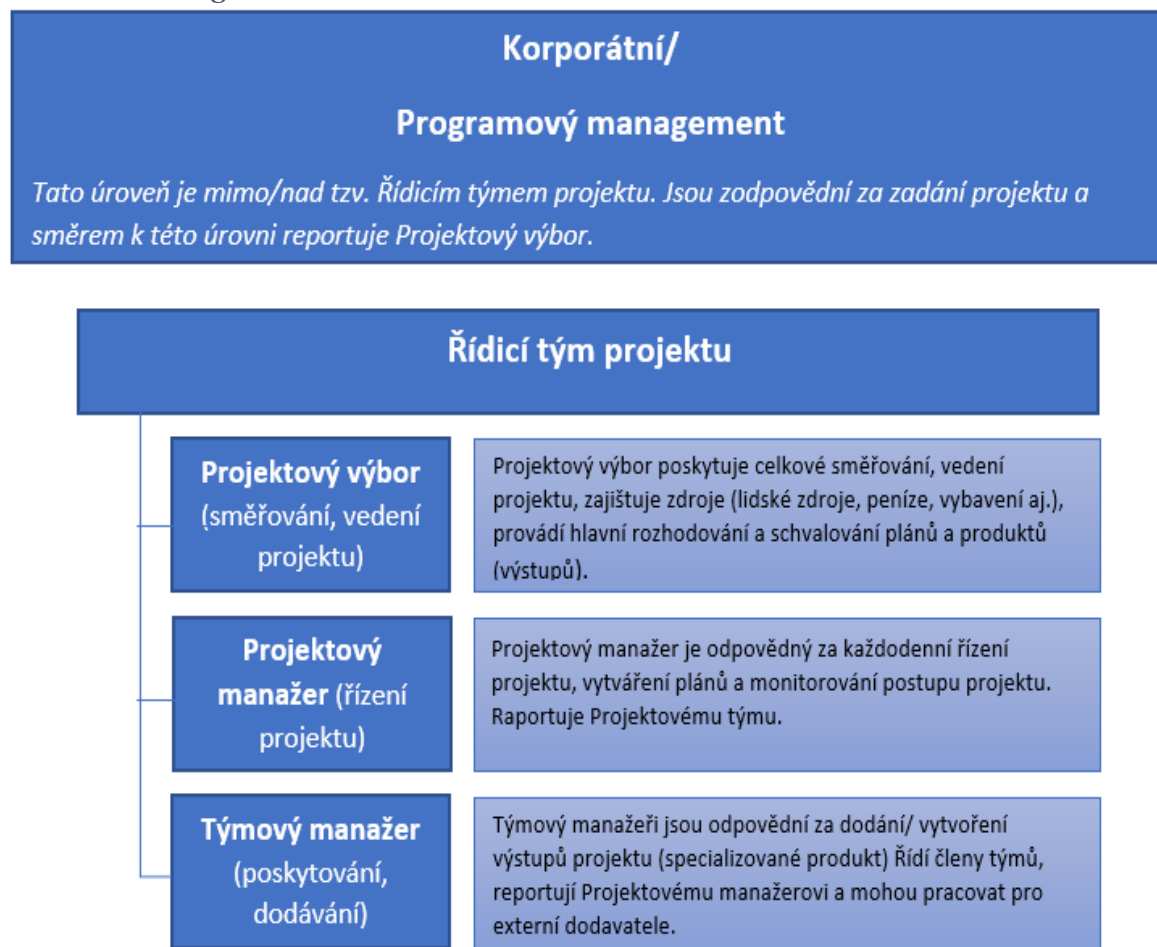 Korporátní/
Programový management
Tato úroveň je mimo/nad tzv. Řídicím týmem projektu. Jsou zodpovědní za zadání projektu a
směrem k této úrovni reportuje Projektový výbor.
Řídicí tým projektu
Projektový výbor
(směřování, vedení
projektu)
Projektový výbor poskytuje celkové směřování, vedení
projektu, zajištuje zdroje (lidské zdroje, peníze, vybavení aj.),
provádí hlavní rozhodování a schvalování plánů a produktů
(výstupů).
Projektový
manažer (řízení
projektu)
Projektový manažer je odpovědný za každodenní řízení
projektu, vytváření plánů a monitorování postupu projektu.
Raportuje Projektovému týmu.
Týmový manažer
(poskytování,
dodávání)
Týmový manažeři jsou odpovědní za dodání/ vytvoření
výstupů projektu (specializované produkt) Řídí členy týmů,
reportují Projektovému manažerovi a mohou pracovat pro
externí dodavatele.